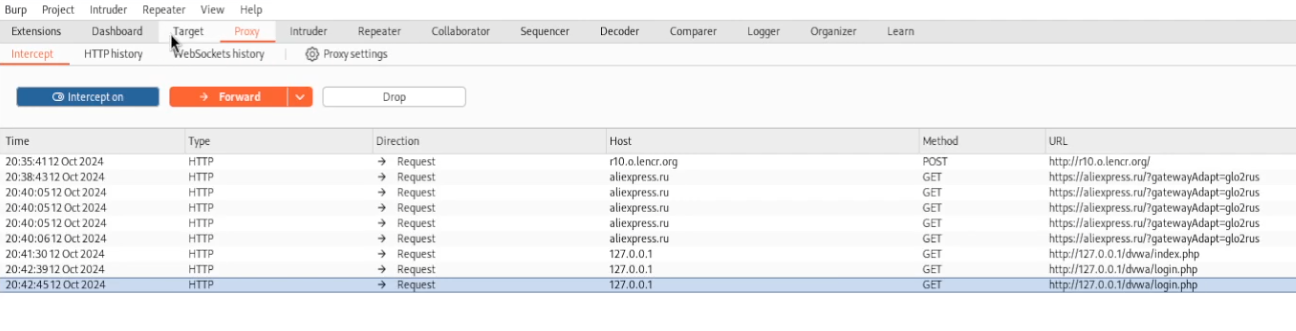 Burp Project Intruder Repeater View Help
Extensions Dashboard Target Proxy Intruder Repeater Collaborator Sequencer Decoder Comparer Logger Organizer Learn
Intercept HTTP history WebSockets history Proxy settings
Intercept on Forward Drop
Time Type Direction Host Method URL
20:35:41 12 Oct 2024 HTTP → Request r10.o.lencr.org POST http://r10.o.lencr.org/
20:38:43 12 Oct 2024 HTTP → Request aliexpress.ru GET https://aliexpress.ru/?gatewayAdapt=glo2rus
20:40:05 12 Oct 2024 HTTP → Request aliexpress.ru GET https://aliexpress.ru/?gatewayAdapt=glo2rus
20:40:05 12 Oct 2024 HTTP → Request aliexpress.ru GET https://aliexpress.ru/?gatewayAdapt=glo2rus
20:40:05 12 Oct 2024 HTTP → Request aliexpress.ru GET https://aliexpress.ru/?gatewayAdapt=glo2rus
20:40:06 12 Oct 2024 HTTP → Request aliexpress.ru GET https://aliexpress.ru/?gatewayAdapt=glo2rus
20:41:30 12 Oct 2024 HTTP → Request 127.0.0.1 GET http://127.0.0.1/dvwa/index.php
20:42:39 12 Oct 2024 HTTP → Request 127.0.0.1 GET http://127.0.0.1/dvwa/login.php
20:42:45 12 Oct 2024 HTTP → Request 127.0.0.1 GET http://127.0.0.1/dvwa/login.php